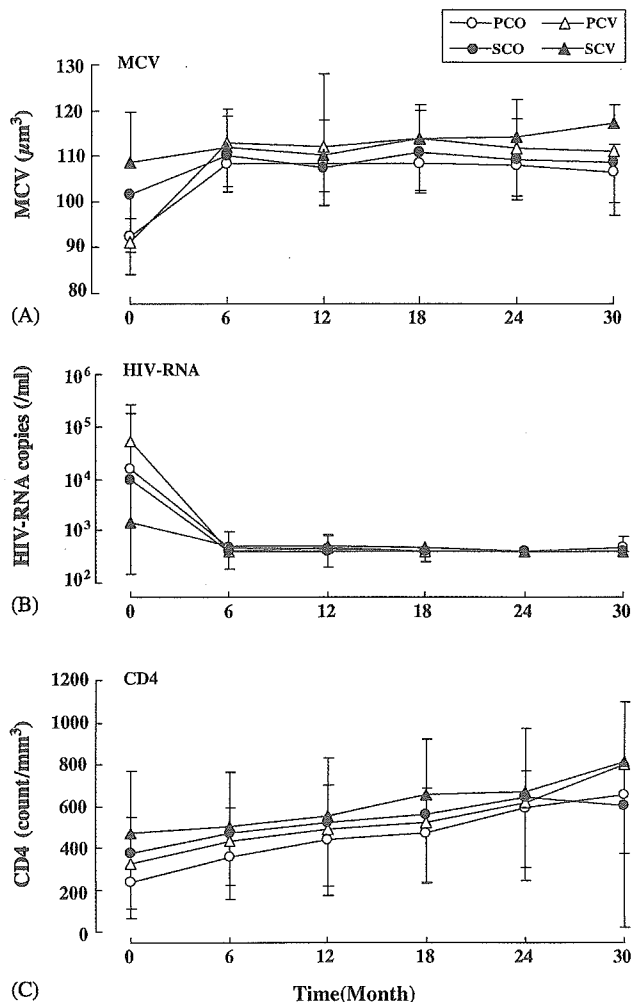 PCO PCV
SCO SCV
MCV
130
120
110
100
90
80
MCV (μm³)
0 6 12 18 24 30
(A)
HIV-RNA
10⁶
10⁵
10⁴
10³
10²
HIV-RNA copies (/ml)
0 6 12 18 24 30
(B)
CD4
1200
1000
800
600
400
200
0
CD4 (count/mm³)
0 6 12 18 24 30
(C)
Time(Month)